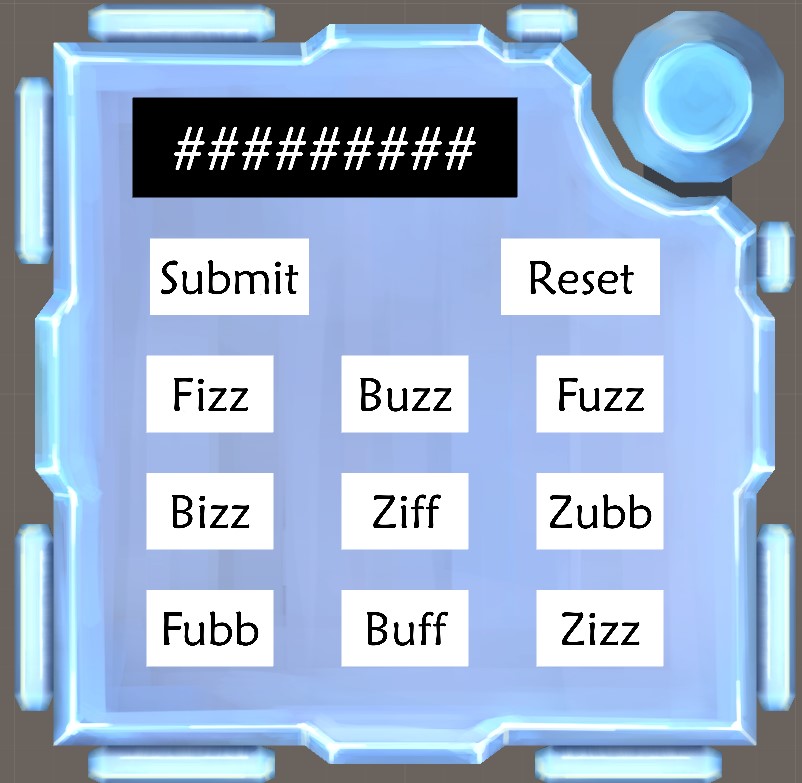 #########
Submit Reset
Fizz Buzz Fuzz
Bizz Ziff Zubb
Fubb Buff Zizz